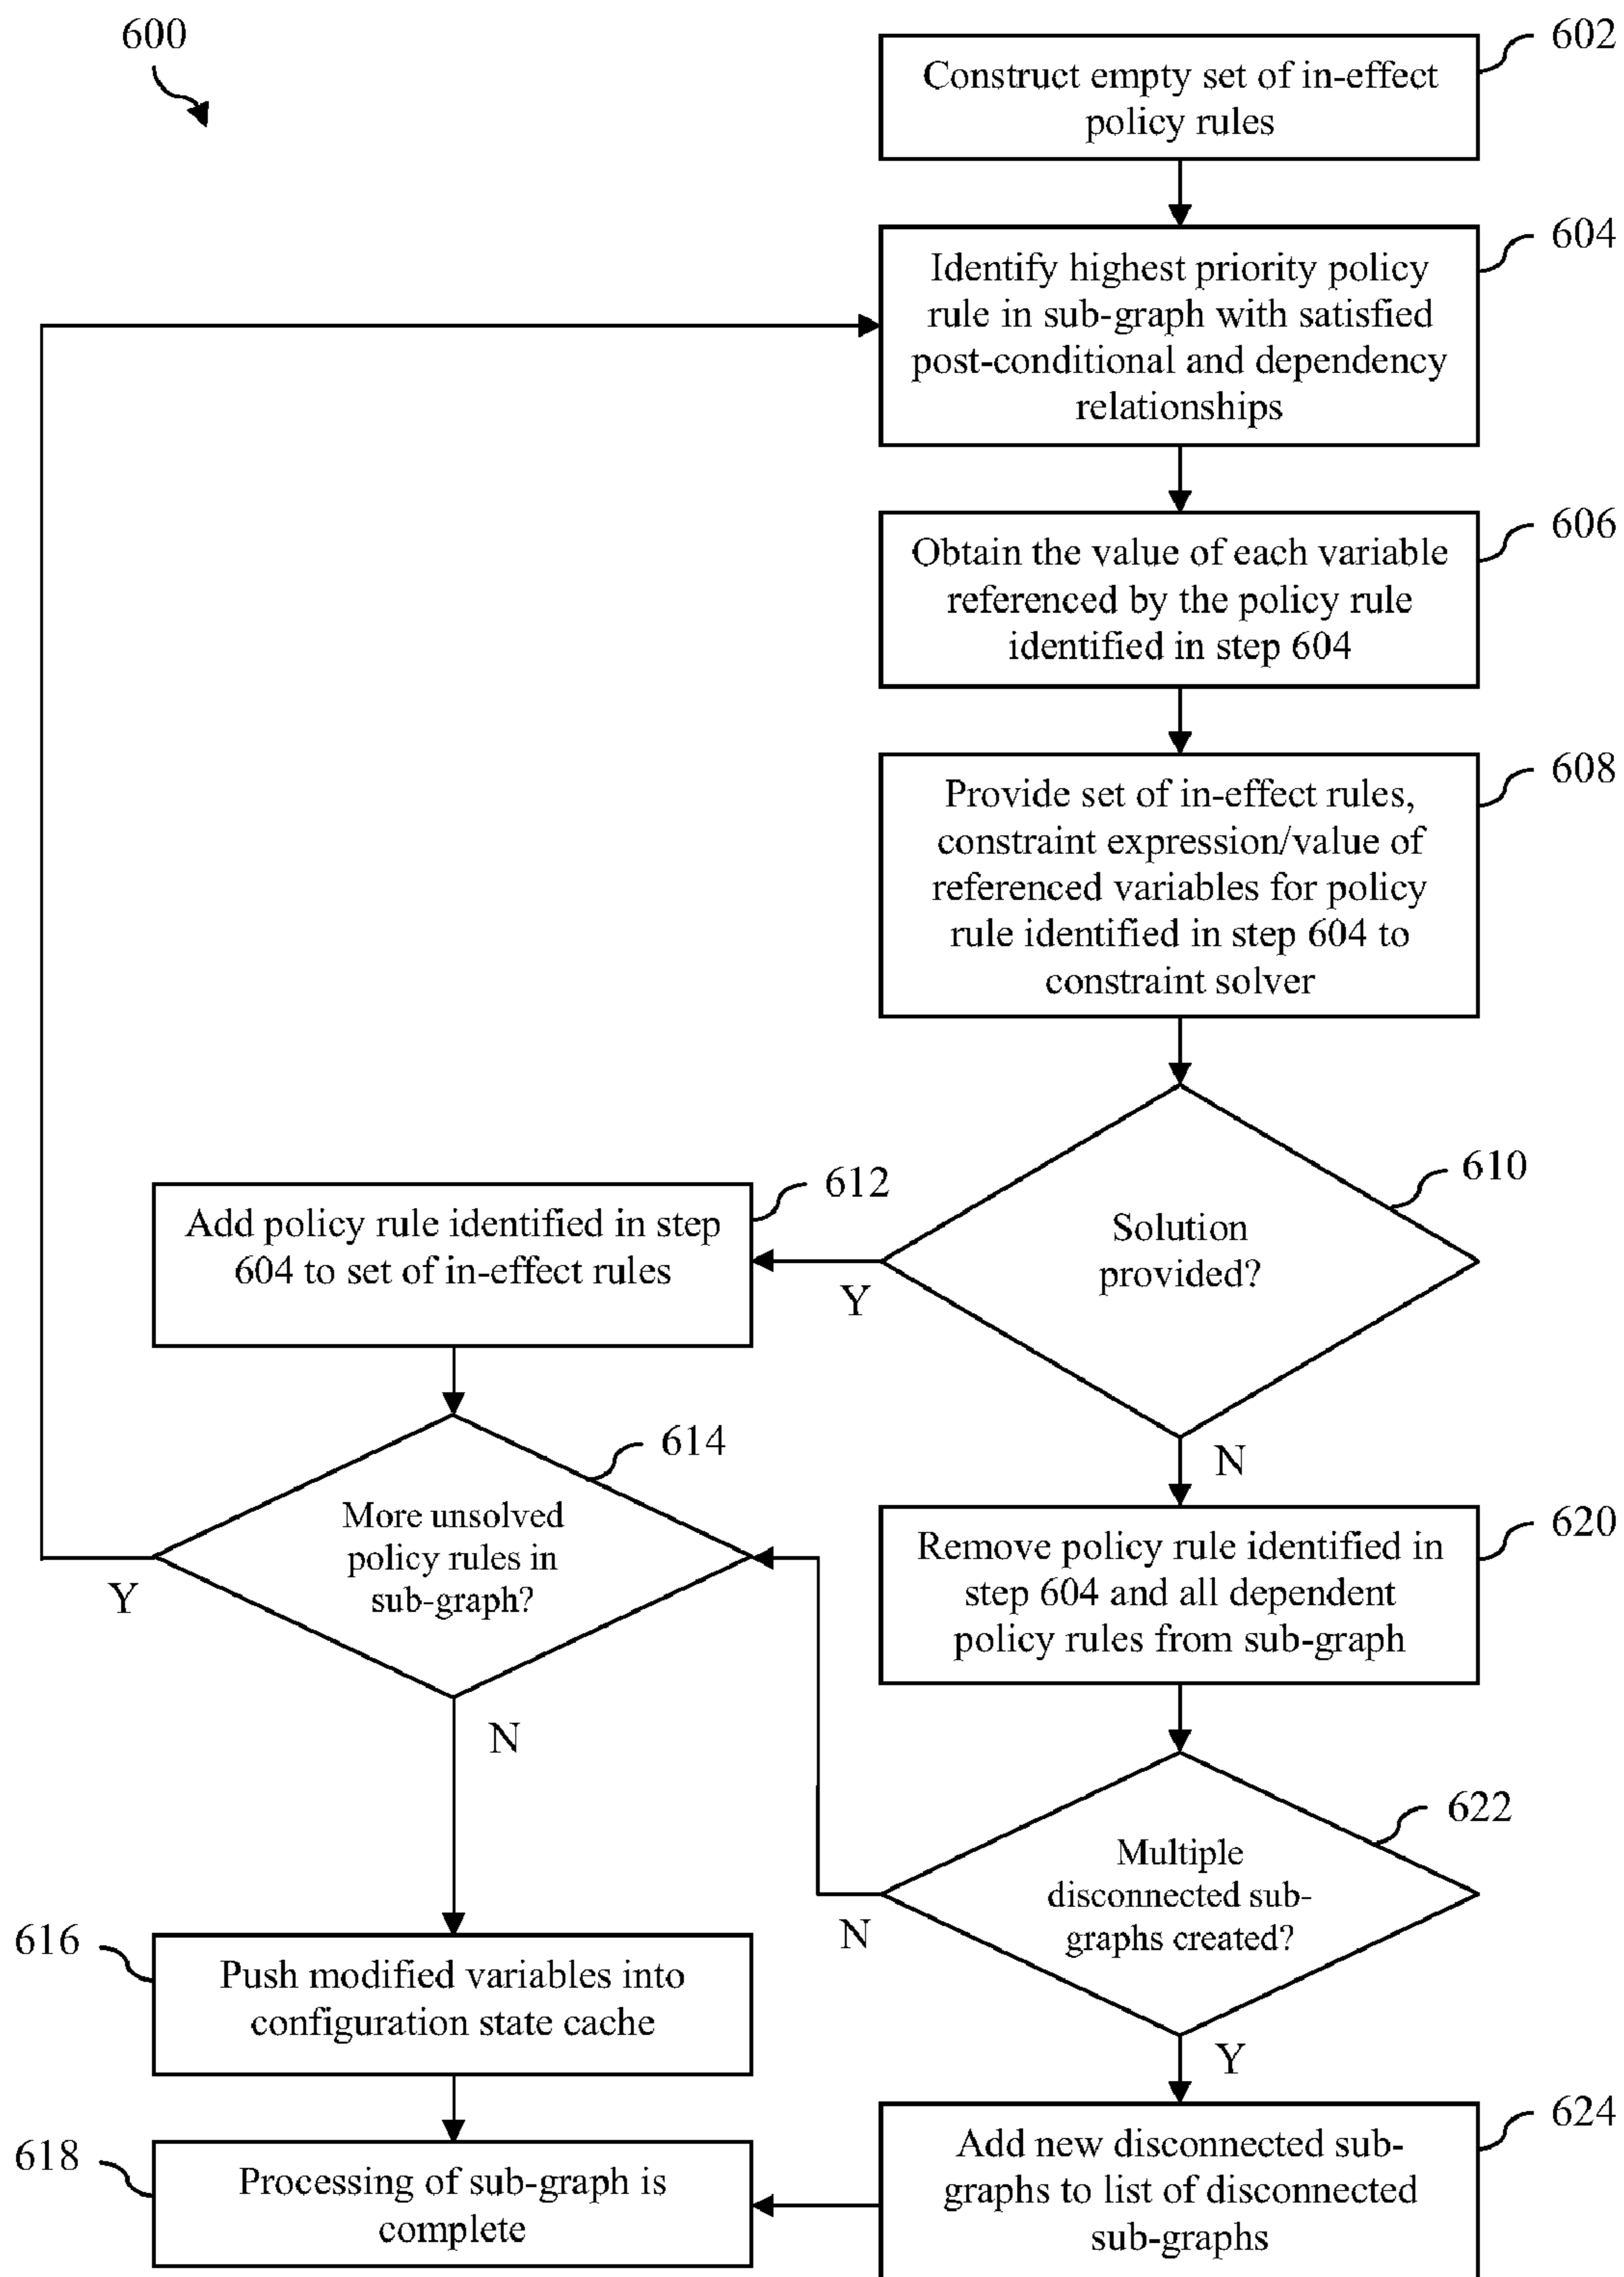 600
602
Construct empty set of in-effect
policy rules
604
Identify highest priority policy
rule in sub-graph with satisfied
post-conditional and dependency
relationships
606
Obtain the value of each variable
referenced by the policy rule
identified in step 604
608
Provide set of in-effect rules,
constraint expression/value of
referenced variables for policy
rule identified in step 604 to
constraint solver
610
Solution
provided?
Y
N
612
Add policy rule identified in step
604 to set of in-effect rules
614
More unsolved
policy rules in
sub-graph?
Y
N
620
Remove policy rule identified in
step 604 and all dependent
policy rules from sub-graph
622
Multiple
disconnected sub-
graphs created?
N
Y
616
Push modified variables into
configuration state cache
618
Processing of sub-graph is
complete
624
Add new disconnected sub-
graphs to list of disconnected
sub-graphs